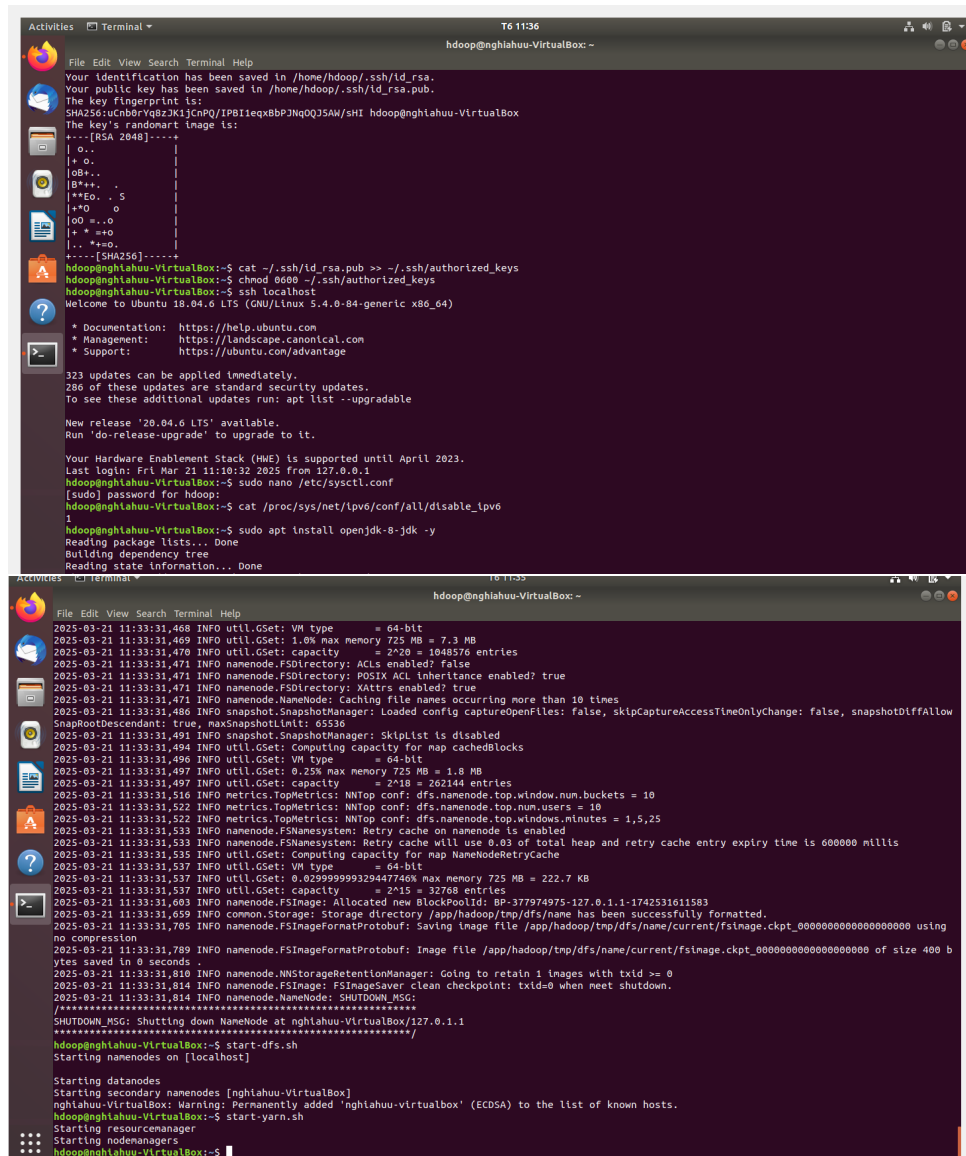 Activities Terminal T6 11:36
hdoop@nghiahuu-VirtualBox: ~
File Edit View Search Terminal Help
Your identification has been saved in /home/hdoop/.ssh/id_rsa.
Your public key has been saved in /home/hdoop/.ssh/id_rsa.pub.
The key fingerprint is:
SHA256:uCnb0rYq8zJK1jCnPQ/IPBI1eqxBbPJNqOQJ5AW/sHI hdoop@nghiahuu-VirtualBox
The key's randomart image is:
+---[RSA 2048]----+
| o.. |
|+ o. |
|oB+.. |
|B*++. . |
|**Eo. . S |
|+*O o |
|oO =..o |
|+ * =+o |
|.. *+=o. |
+----[SHA256]-----+
hdoop@nghiahuu-VirtualBox:~$ cat ~/.ssh/id_rsa.pub >> ~/.ssh/authorized_keys
hdoop@nghiahuu-VirtualBox:~$ chmod 0600 ~/.ssh/authorized_keys
hdoop@nghiahuu-VirtualBox:~$ ssh localhost
Welcome to Ubuntu 18.04.6 LTS (GNU/Linux 5.4.0-84-generic x86_64)
* Documentation: https://help.ubuntu.com
* Management: https://landscape.canonical.com
* Support: https://ubuntu.com/advantage
323 updates can be applied immediately.
286 of these updates are standard security updates.
To see these additional updates run: apt list --upgradable
New release '20.04.6 LTS' available.
Run 'do-release-upgrade' to upgrade to it.
Your Hardware Enablement Stack (HWE) is supported until April 2023.
Last login: Fri Mar 21 11:10:32 2025 from 127.0.0.1
hdoop@nghiahuu-VirtualBox:~$ sudo nano /etc/sysctl.conf
[sudo] password for hdoop:
hdoop@nghiahuu-VirtualBox:~$ cat /proc/sys/net/ipv6/conf/all/disable_ipv6
1
hdoop@nghiahuu-VirtualBox:~$ sudo apt install openjdk-8-jdk -y
Reading package lists... Done
Building dependency tree
Reading state information... Done
Activities Terminal T6 11:35
hdoop@nghiahuu-VirtualBox: ~
File Edit View Search Terminal Help
2025-03-21 11:33:31,468 INFO util.GSet: VM type = 64-bit
2025-03-21 11:33:31,469 INFO util.GSet: 1.0% max memory 725 MB = 7.3 MB
2025-03-21 11:33:31,470 INFO util.GSet: capacity = 2^20 = 1048576 entries
2025-03-21 11:33:31,471 INFO namenode.FSDirectory: ACLs enabled? false
2025-03-21 11:33:31,471 INFO namenode.FSDirectory: POSIX ACL inheritance enabled? true
2025-03-21 11:33:31,471 INFO namenode.FSDirectory: XAttrs enabled? true
2025-03-21 11:33:31,471 INFO namenode.NameNode: Caching file names occurring more than 10 times
2025-03-21 11:33:31,486 INFO snapshot.SnapshotManager: Loaded config captureOpenFiles: false, skipCaptureAccessTimeOnlyChange: false, snapshotDiffAllow
SnapRootDescendant: true, maxSnapshotLimit: 65536
2025-03-21 11:33:31,491 INFO snapshot.SnapshotManager: SkipList is disabled
2025-03-21 11:33:31,494 INFO util.GSet: Computing capacity for map cachedBlocks
2025-03-21 11:33:31,496 INFO util.GSet: VM type = 64-bit
2025-03-21 11:33:31,497 INFO util.GSet: 0.25% max memory 725 MB = 1.8 MB
2025-03-21 11:33:31,497 INFO util.GSet: capacity = 2^18 = 262144 entries
2025-03-21 11:33:31,516 INFO metrics.TopMetrics: NNTop conf: dfs.namenode.top.window.num.buckets = 10
2025-03-21 11:33:31,522 INFO metrics.TopMetrics: NNTop conf: dfs.namenode.top.num.users = 10
2025-03-21 11:33:31,522 INFO metrics.TopMetrics: NNTop conf: dfs.namenode.top.windows.minutes = 1,5,25
2025-03-21 11:33:31,533 INFO namenode.FSNamesystem: Retry cache on namenode is enabled
2025-03-21 11:33:31,533 INFO namenode.FSNamesystem: Retry cache will use 0.03 of total heap and retry cache entry expiry time is 600000 millis
2025-03-21 11:33:31,535 INFO util.GSet: Computing capacity for map NameNodeRetryCache
2025-03-21 11:33:31,537 INFO util.GSet: VM type = 64-bit
2025-03-21 11:33:31,537 INFO util.GSet: 0.029999999329447746% max memory 725 MB = 222.7 KB
2025-03-21 11:33:31,537 INFO util.GSet: capacity = 2^15 = 32768 entries
2025-03-21 11:33:31,603 INFO namenode.FSImage: Allocated new BlockPoolId: BP-377974975-127.0.1.1-1742531611583
2025-03-21 11:33:31,659 INFO common.Storage: Storage directory /app/hadoop/tmp/dfs/name has been successfully formatted.
2025-03-21 11:33:31,705 INFO namenode.FSImageFormatProtobuf: Saving image file /app/hadoop/tmp/dfs/name/current/fsimage.ckpt_0000000000000000000 using
no compression
2025-03-21 11:33:31,789 INFO namenode.FSImageFormatProtobuf: Image file /app/hadoop/tmp/dfs/name/current/fsimage.ckpt_0000000000000000000 of size 400 b
ytes saved in 0 seconds .
2025-03-21 11:33:31,810 INFO namenode.NNStorageRetentionManager: Going to retain 1 images with txid >= 0
2025-03-21 11:33:31,814 INFO namenode.FSImage: FSImageSaver clean checkpoint: txid=0 when meet shutdown.
2025-03-21 11:33:31,814 INFO namenode.NameNode: SHUTDOWN_MSG:
/************************************************************
SHUTDOWN_MSG: Shutting down NameNode at nghiahuu-VirtualBox/127.0.1.1
************************************************************/
hdoop@nghiahuu-VirtualBox:~$ start-dfs.sh
Starting namenodes on [localhost]
Starting datanodes
Starting secondary namenodes [nghiahuu-VirtualBox]
nghiahuu-VirtualBox: Warning: Permanently added 'nghiahuu-virtualbox' (ECDSA) to the list of known hosts.
hdoop@nghiahuu-VirtualBox:~$ start-yarn.sh
Starting resourcemanager
Starting nodemanagers
hdoop@nghiahuu-VirtualBox:~$